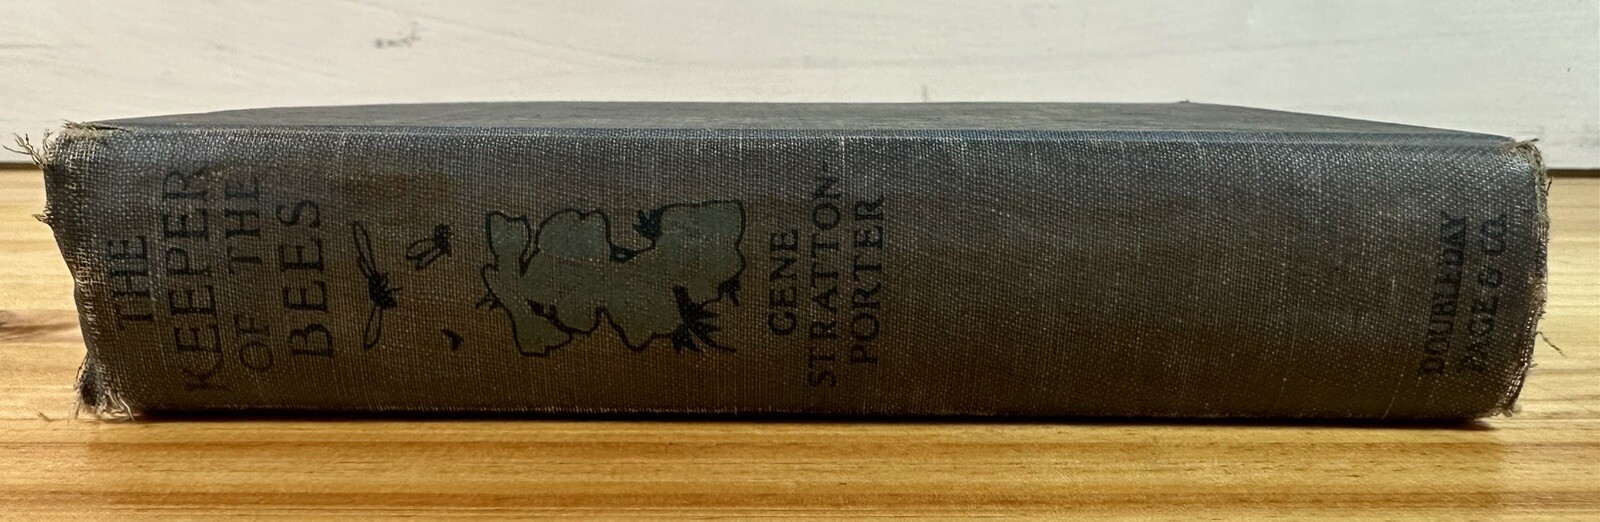 THE
KEEPER
OF THE
BEES
GENE
STRATTON
PORTER
DOUBLEDAY
PAGE & CO.